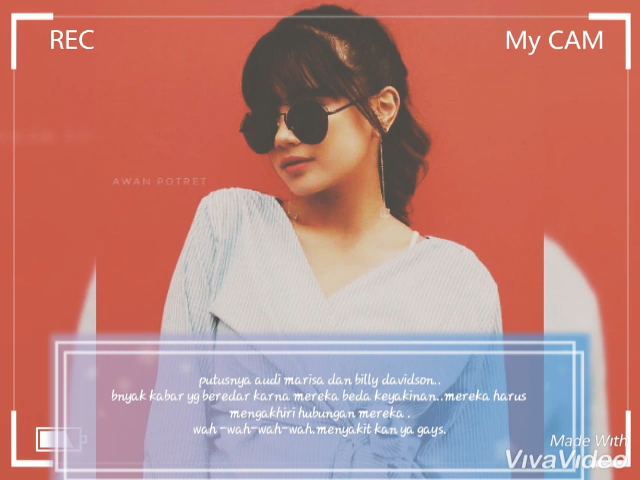 REC
My CAM
AWAN POTRET
putusnya audi marisa dan billy davidson..
bnyak kabar yg beredar karna mereka beda keyakinan..mereka harus
mengakhiri hubungan mereka .
wah -wah-wah-wah.menyakit kan ya gays.
Made With
VivaVideo